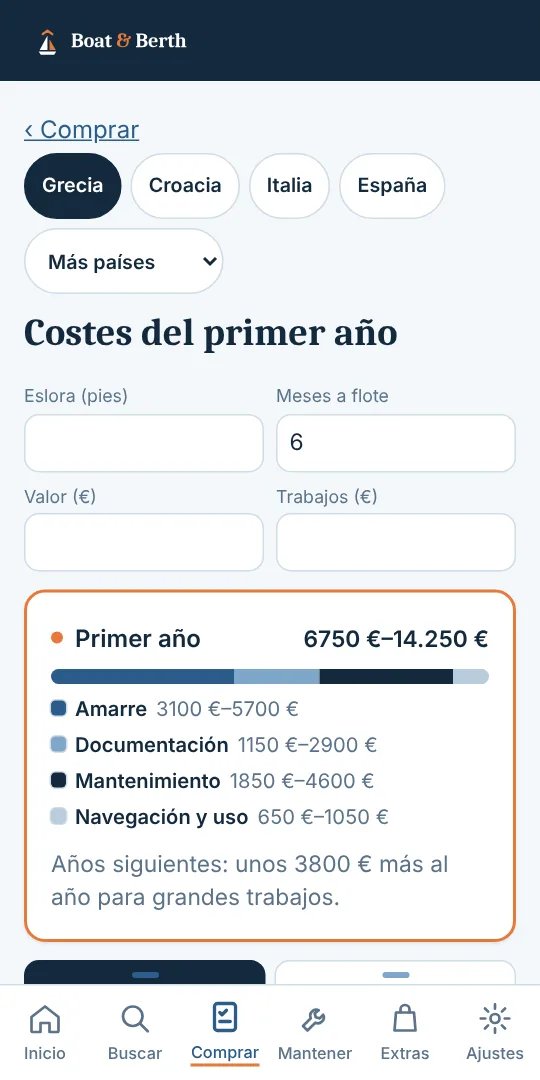 Boat & Berth
‹ Comprar
Grecia Croacia Italia España
Más países
Costes del primer año
Eslora (pies) Meses a flote
6
Valor (€) Trabajos (€)
Primer año 6750 €–14.250 €
Amarre 3100 €–5700 €
Documentación 1150 €–2900 €
Mantenimiento 1850 €–4600 €
Navegación y uso 650 €–1050 €
Años siguientes: unos 3800 € más al
año para grandes trabajos.
Inicio Buscar Comprar Mantener Extras Ajustes